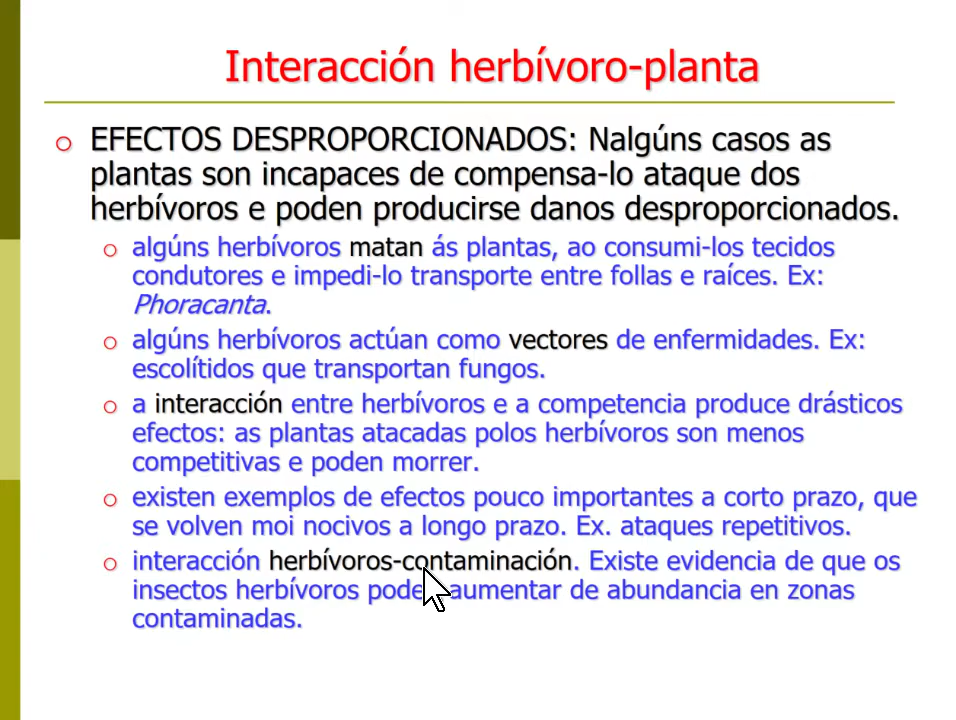 Interacción herbívoro-planta
EFECTOS DESPROPORCIONADOS: Nalgúns casos as
plantas son incapaces de compensa-lo ataque dos
herbívoros e poden producirse danos desproporcionados.
algúns herbívoros matan ás plantas, ao consumi-los tecidos
condutores e impedi-lo transporte entre follas e raíces. Ex:
Phoracanta.
algúns herbívoros actúan como vectores de enfermidades. Ex:
escolítidos que transportan fungos.
a interacción entre herbívoros e a competencia produce drásticos
efectos: as plantas atacadas polos herbívoros son menos
competitivas e poden morrer.
existen exemplos de efectos pouco importantes a corto prazo, que
se volven moi nocivos a longo prazo. Ex. ataques repetitivos.
interacción herbívoros-contaminación. Existe evidencia de que os
insectos herbívoros poden aumentar de abundancia en zonas
contaminadas.